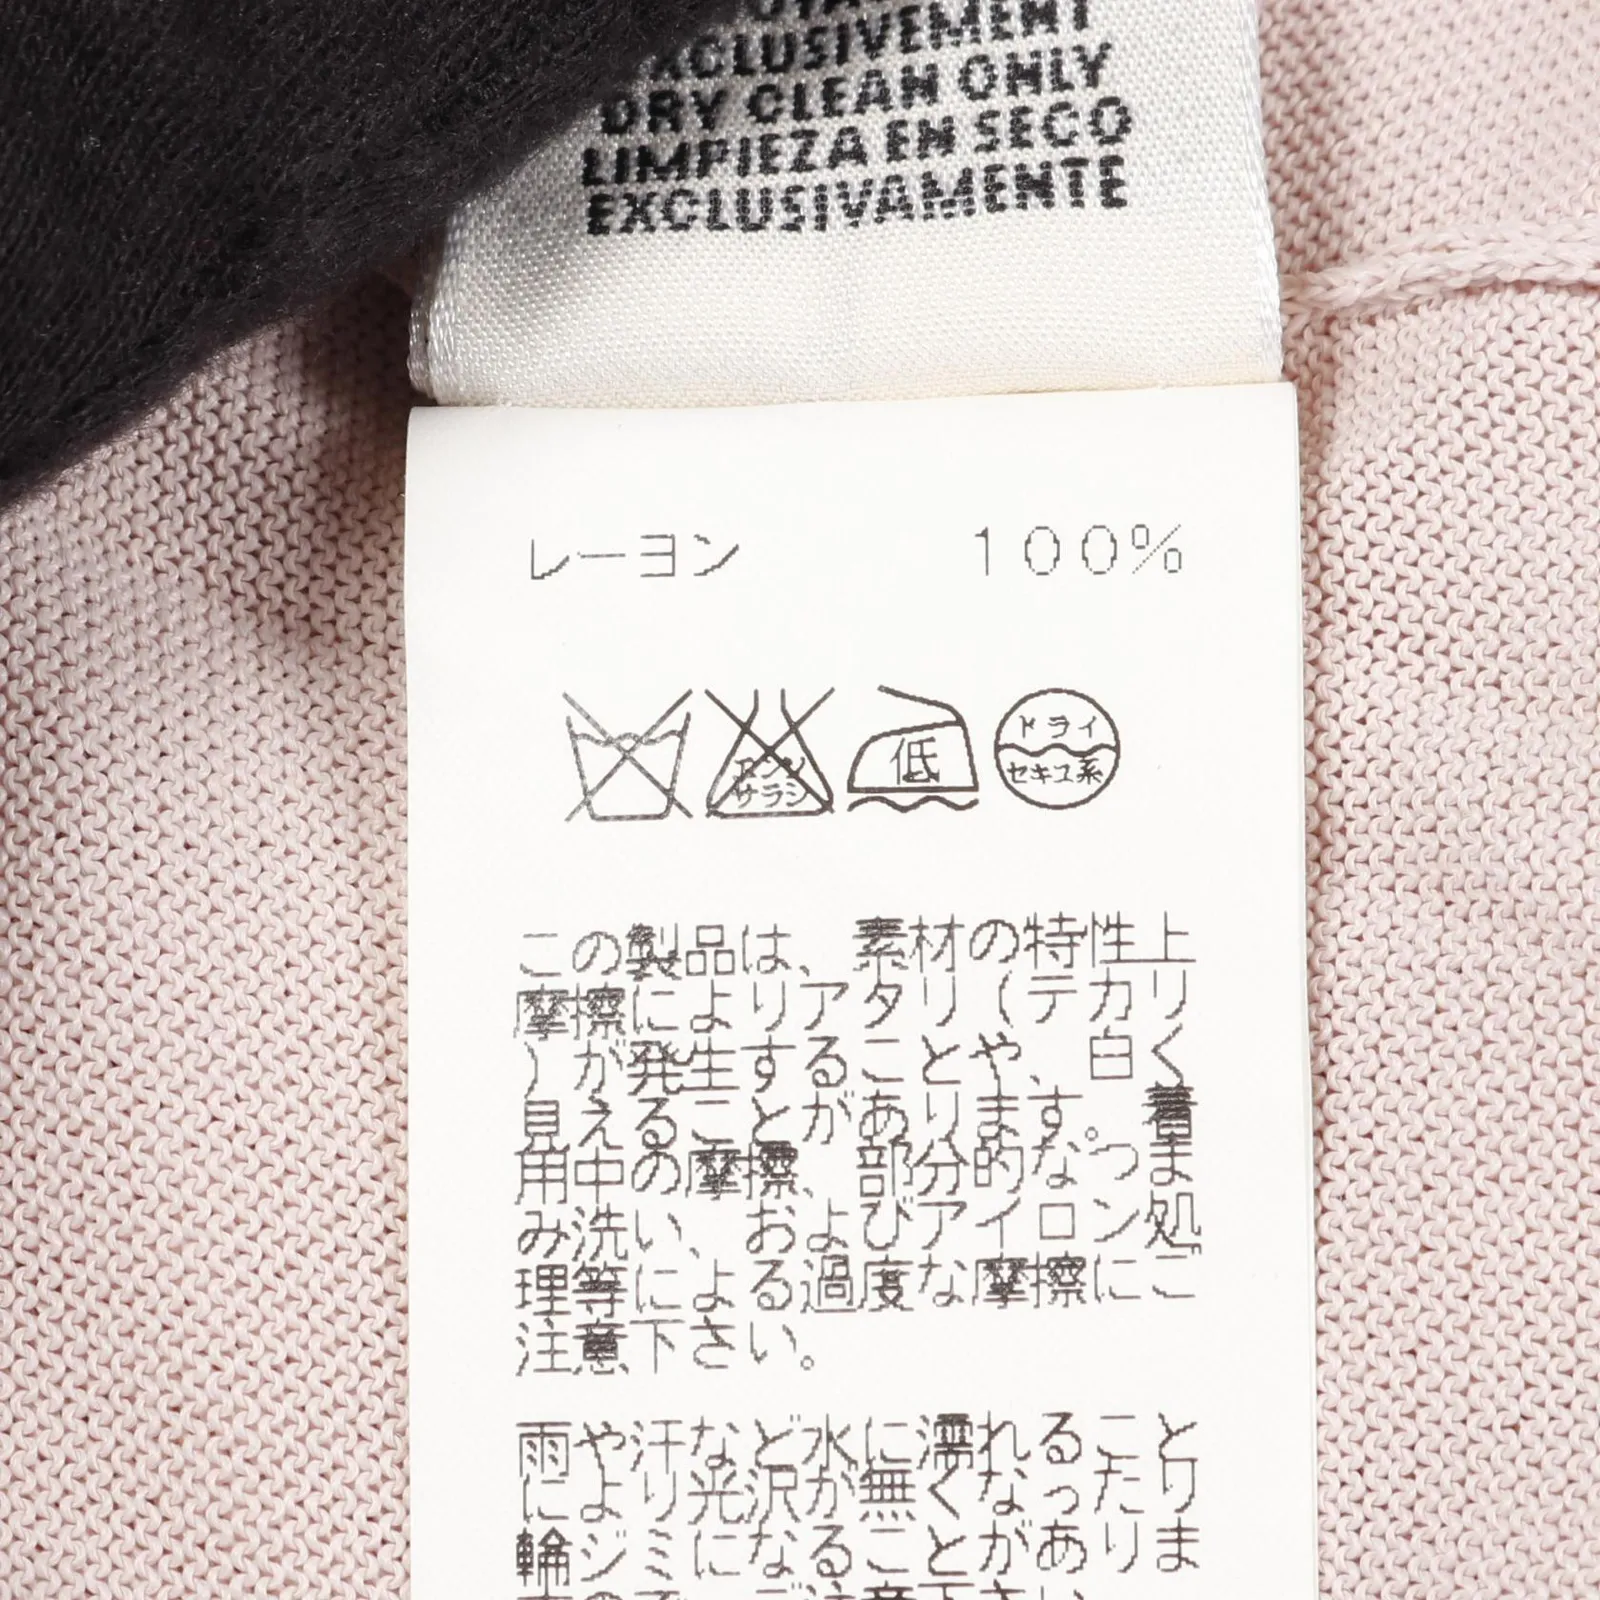 EXCLUSIVEMENT
DRY CLEAN ONLY
LIMPIEZA EN SECO
EXCLUSIVAMENTE
レーヨン 100%
エンソ
サラシ
低
ドライ
セキユ系
この製品は、素材の特性上
摩擦によりアタリ(テカリ
)が発生することや、白く
見えることがあります。着
用中の摩擦、部分的なつま
み洗い、およびアイロン処
理等による過度な摩擦にご
注意下さい。
雨や汗など水に濡れること
により光沢が無くなったり
輪ジミになることがありま